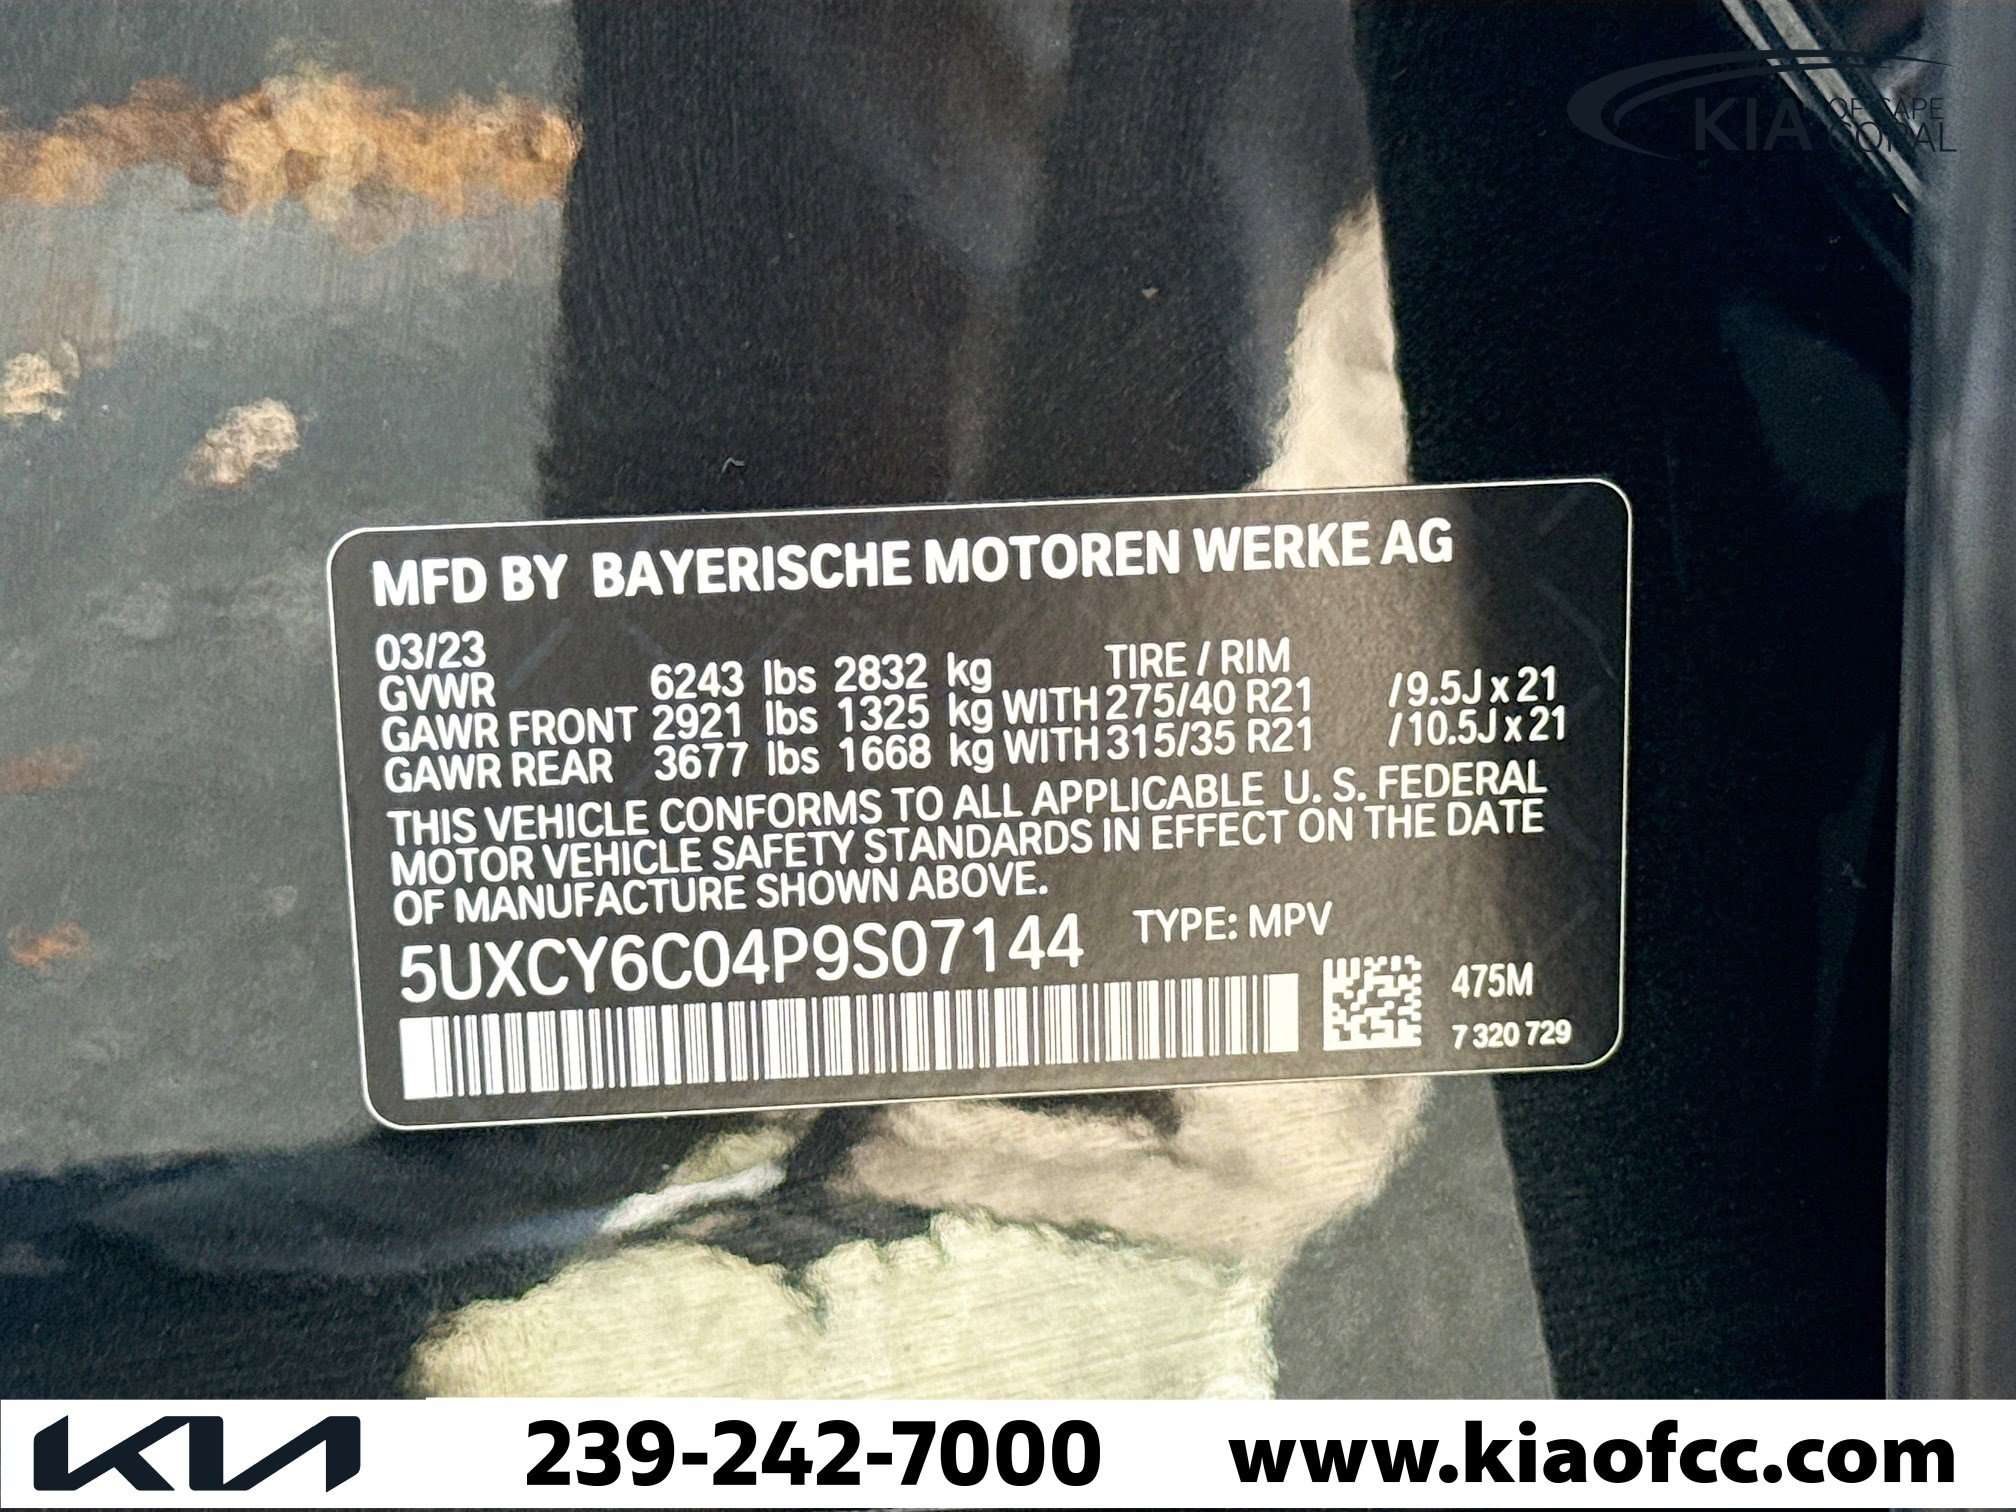 KIA OF CAPE
CORAL
MFD BY BAYERISCHE MOTOREN WERKE AG
03/23 TIRE / RIM
GVWR 6243 lbs 2832 kg
GAWR FRONT 2921 lbs 1325 kg WITH 275/40 R21 /9.5J x 21
GAWR REAR 3677 lbs 1668 kg WITH 315/35 R21 /10.5J x 21
THIS VEHICLE CONFORMS TO ALL APPLICABLE U. S. FEDERAL
MOTOR VEHICLE SAFETY STANDARDS IN EFFECT ON THE DATE
OF MANUFACTURE SHOWN ABOVE.
5UXCY6C04P9S07144 TYPE: MPV
475M
7 320 729
KIA 239-242-7000 www.kiaofcc.com